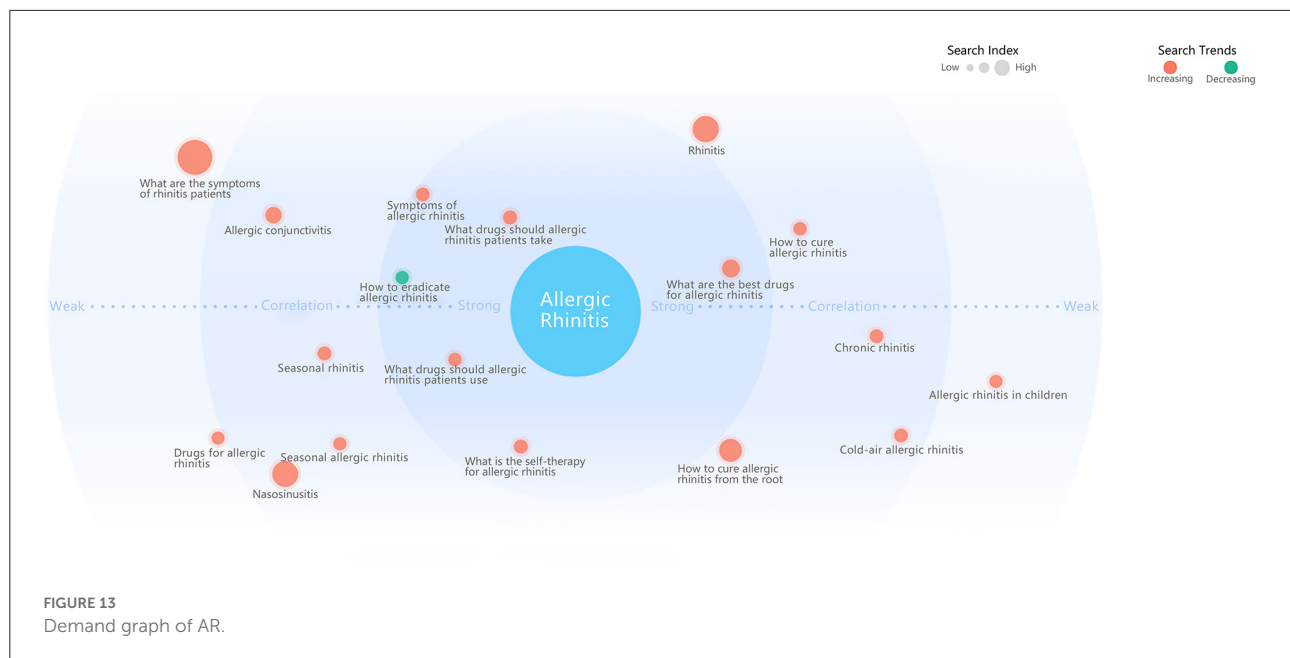 Search Index
Low
High
Search Trends
Increasing
Decreasing
Rhinitis
What are the symptoms
of rhinitis patients
Allergic conjunctivitis
Symptoms of
allergic rhinitis
What drugs should allergic
rhinitis patients take
How to cure
allergic rhinitis
How to eradicate
allergic rhinitis
What are the best drugs
for allergic rhinitis
Weak
Correlation
Strong
Allergic
Rhinitis
Strong
Correlation
Weak
Chronic rhinitis
Seasonal rhinitis
What drugs should allergic
rhinitis patients use
Allergic rhinitis in children
Drugs for allergic
rhinitis
Seasonal allergic rhinitis
What is the self-therapy
for allergic rhinitis
Cold-air allergic rhinitis
How to cure allergic
rhinitis from the root
Nasosinusitis
FIGURE 13
Demand graph of AR.